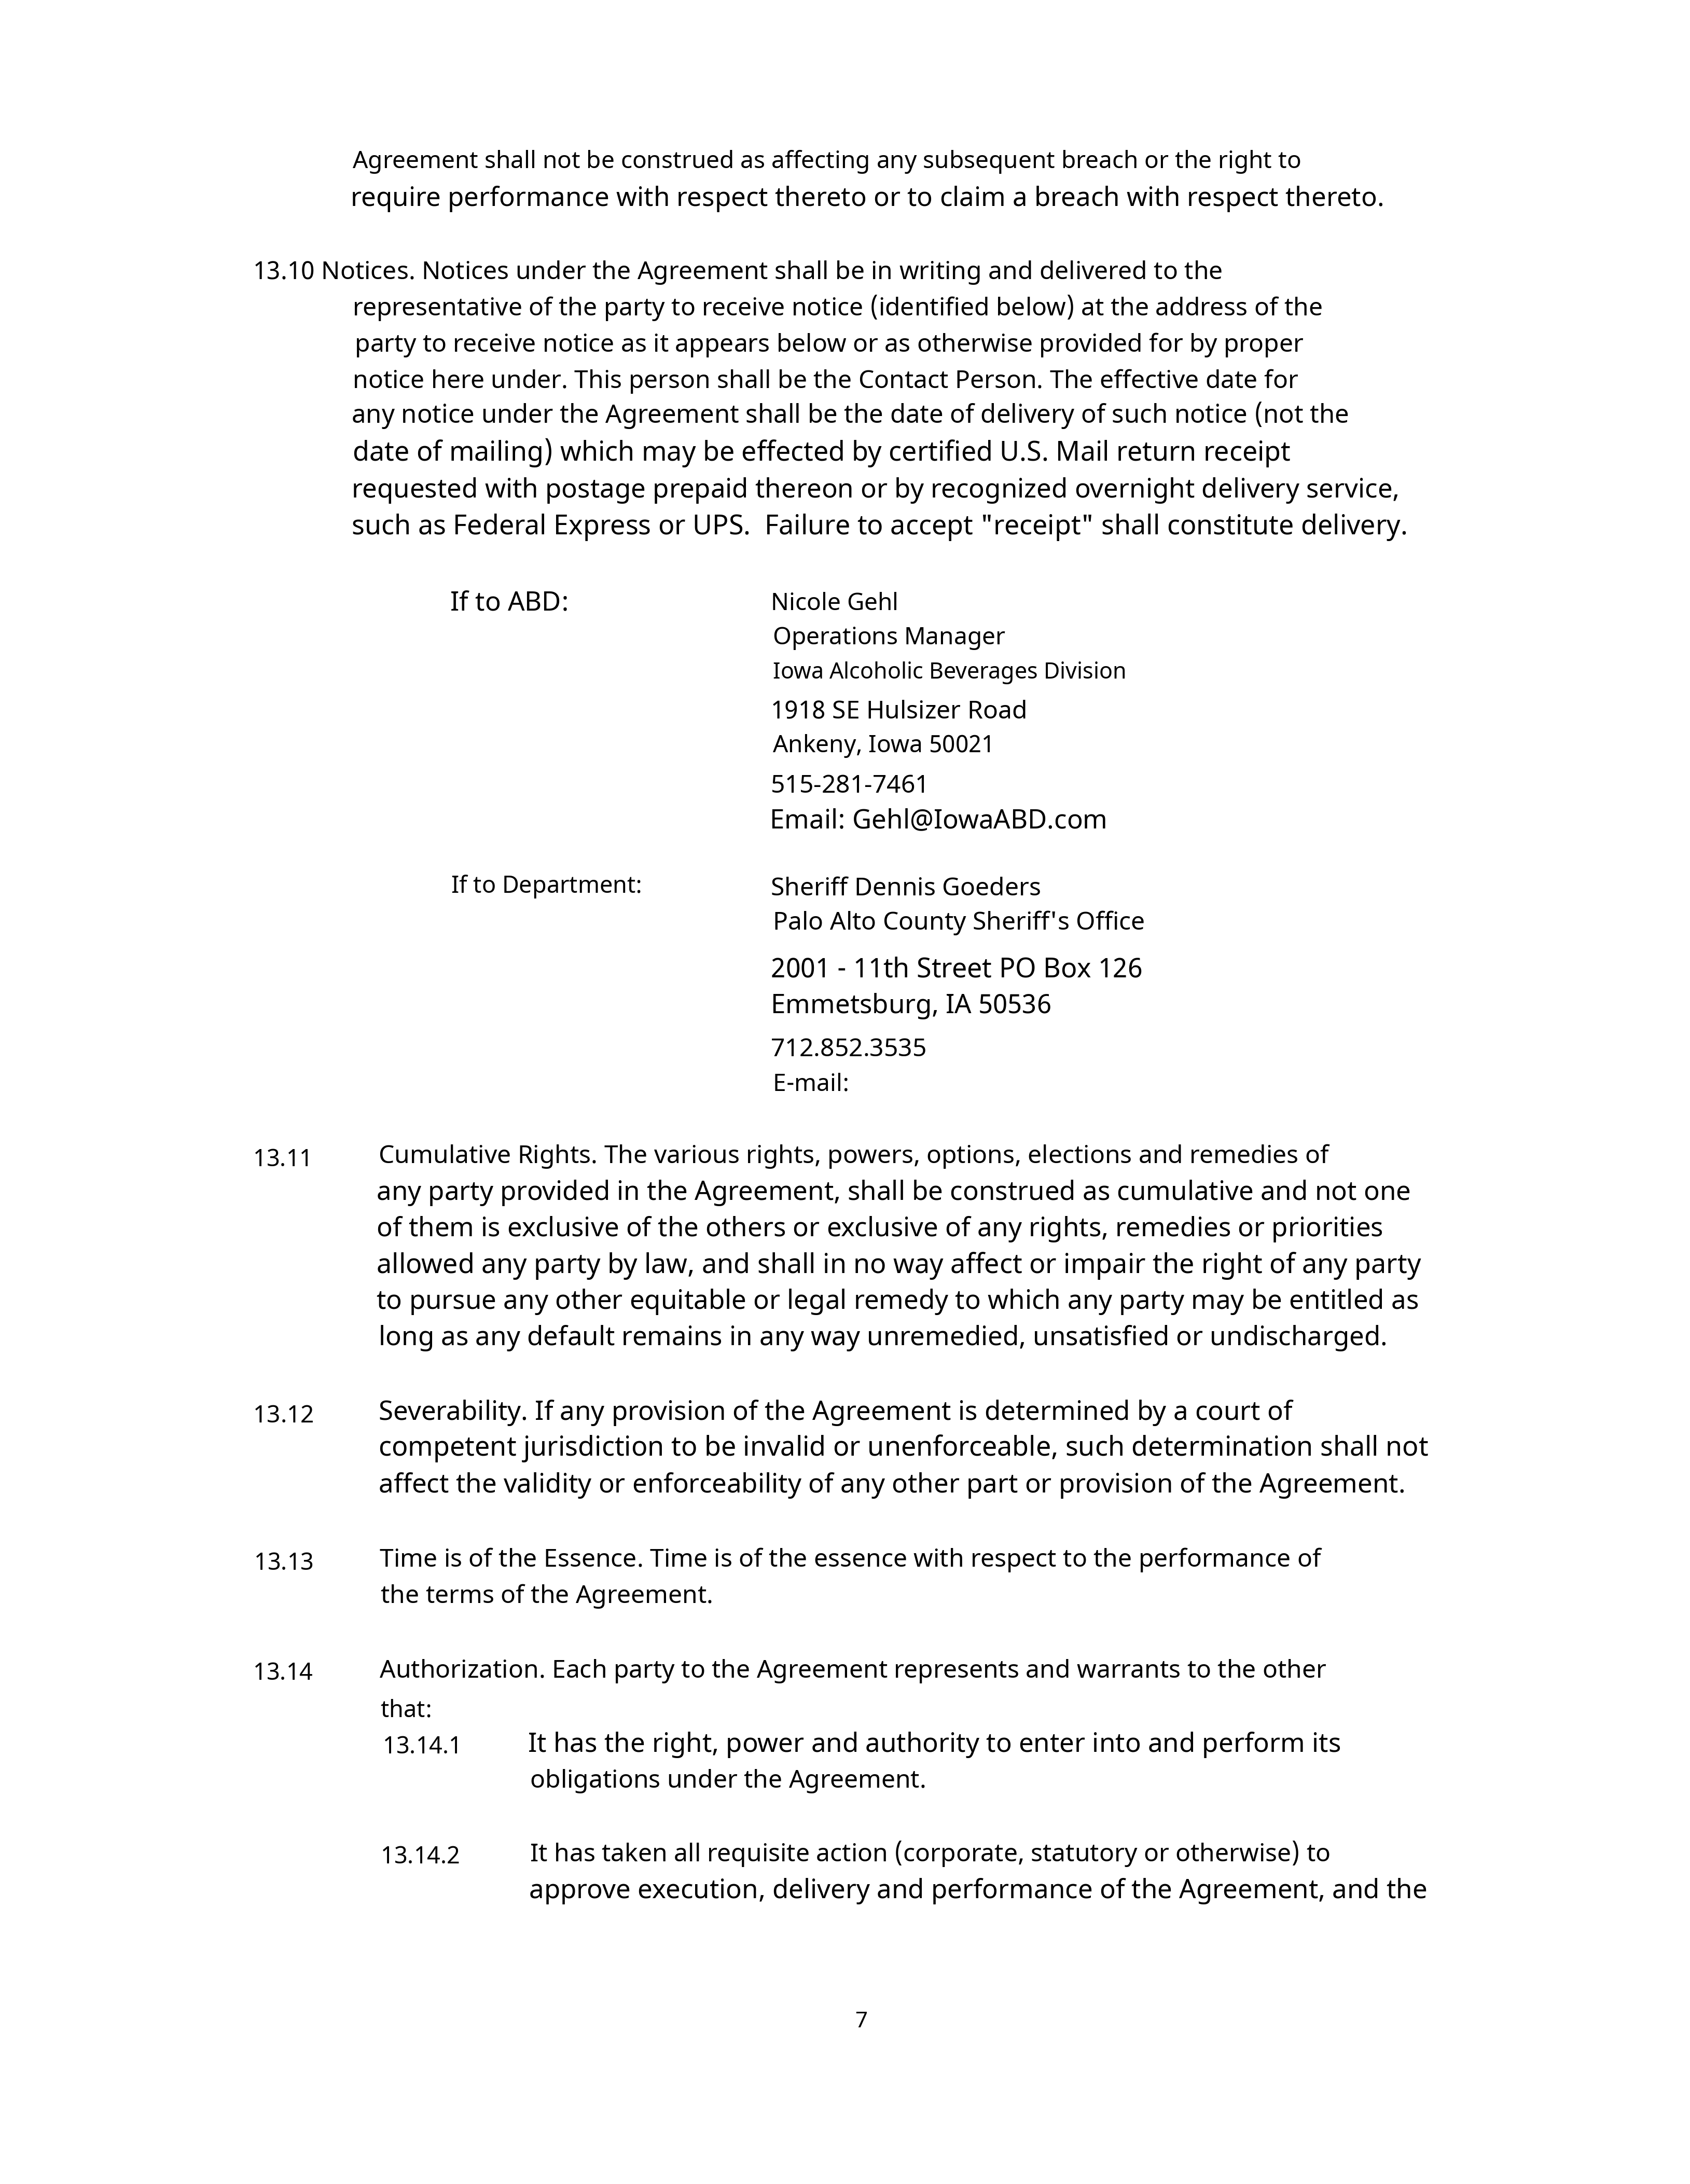 Agreement shall not be construed as affecting any subsequent breach or the right to
require performance with respect thereto or to claim a breach with respect thereto.
13.10 Notices. Notices under the Agreement shall be in writing and delivered to the
representative of the party to receive notice (identified below) at the address of the
party to receive notice as it appears below or as otherwise provided for by proper
notice here under. This person shall be the Contact Person. The effective date for
any notice under the Agreement shall be the date of delivery of such notice (not the
date of mailing) which may be effected by certified U.S. Mail return receipt
requested with postage prepaid thereon or by recognized overnight delivery service,
such as Federal Express or UPS.  Failure to accept "receipt" shall constitute delivery.
If to ABD: Nicole Gehl
Operations Manager
Iowa Alcoholic Beverages Division
1918 SE Hulsizer Road
Ankeny, Iowa 50021
515-281-7461
Email: Gehl@IowaABD.com
If to Department: Sheriff Dennis Goeders
Palo Alto County Sheriff's Office
2001 - 11th Street PO Box 126
Emmetsburg, IA 50536
712.852.3535
E-mail:
13.11 Cumulative Rights. The various rights, powers, options, elections and remedies of
any party provided in the Agreement, shall be construed as cumulative and not one
of them is exclusive of the others or exclusive of any rights, remedies or priorities
allowed any party by law, and shall in no way affect or impair the right of any party
to pursue any other equitable or legal remedy to which any party may be entitled as
long as any default remains in any way unremedied, unsatisfied or undischarged.
13.12 Severability. If any provision of the Agreement is determined by a court of
competent jurisdiction to be invalid or unenforceable, such determination shall not
affect the validity or enforceability of any other part or provision of the Agreement.
13.13 Time is of the Essence. Time is of the essence with respect to the performance of
the terms of the Agreement.
13.14 Authorization. Each party to the Agreement represents and warrants to the other
that:
13.14.1 It has the right, power and authority to enter into and perform its
obligations under the Agreement.
13.14.2 It has taken all requisite action (corporate, statutory or otherwise) to
approve execution, delivery and performance of the Agreement, and the
7